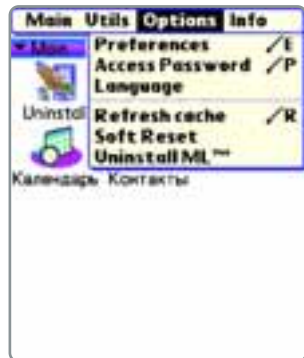 Main Utils Options Info
Main
Preferences /E
Access Password /P
Language
Uninstal
Refresh cache /R
Soft Reset
Uninstall ML™
Календарь Контакты